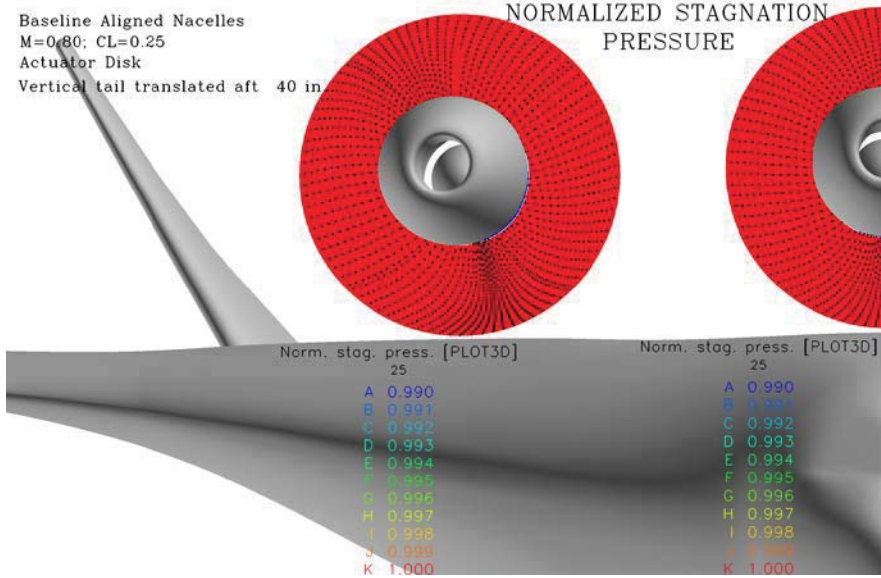 Baseline Aligned Nacelles
M=0.80; CL=0.25
Actuator Disk
Vertical tail translated aft 40 in.
NORMALIZED STAGNATION
PRESSURE
Norm. stag. press. [PLOT3D]
25
A 0.990
B 0.991
C 0.992
D 0.993
E 0.994
F 0.995
G 0.996
H 0.997
I 0.998
J 0.999
K 1.000
Norm. stag. press. [PLOT3D]
25
A 0.990
B 0.991
C 0.992
D 0.993
E 0.994
F 0.995
G 0.996
H 0.997
I 0.998
J 0.999
K 1.000